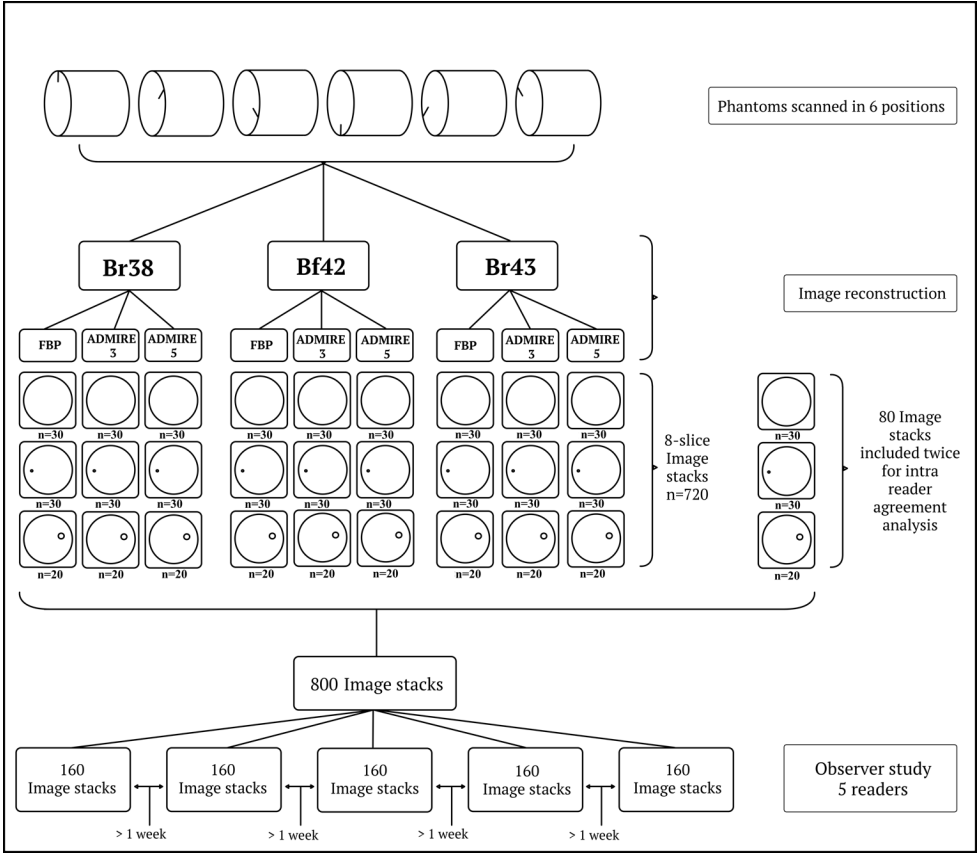 Phantoms scanned in 6 positions
Br38
Bf42
Br43
Image reconstruction
FBP
ADMIRE
3
ADMIRE
5
FBP
ADMIRE
3
ADMIRE
5
FBP
ADMIRE
3
ADMIRE
5
n=30 n=30 n=30 n=30 n=30 n=30 n=30 n=30 n=30 n=30
n=30 n=30 n=30 n=30 n=30 n=30 n=30 n=30 n=30 n=30
n=20 n=20 n=20 n=20 n=20 n=20 n=20 n=20 n=20 n=20
8-slice
Image
stacks
n=720
80 Image
stacks
included twice
for intra
reader
agreement
analysis
800 Image stacks
160
Image stacks
160
Image stacks
160
Image stacks
160
Image stacks
160
Image stacks
> 1 week
> 1 week
> 1 week
> 1 week
Observer study
5 readers